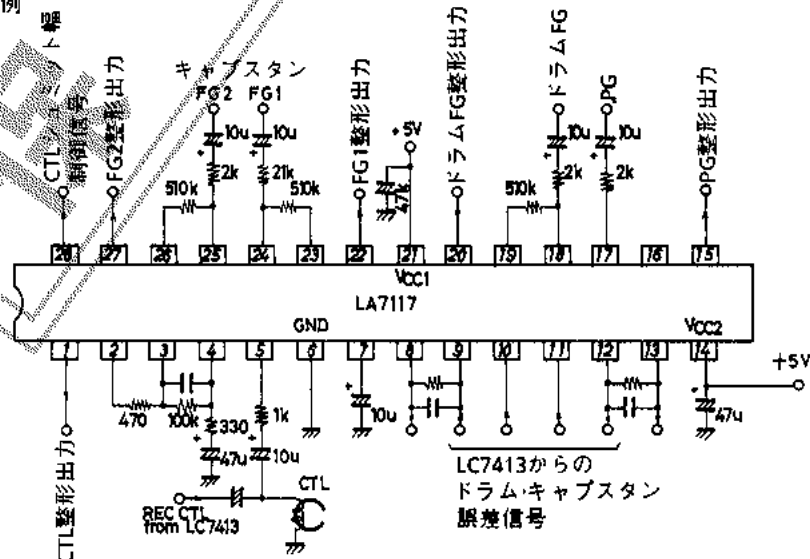 例
CTL
制御信号
FG2整形出力
キャプスタン
FG2 FG1
10u
10u
2k
21k
510k
510k
FG1整形出力
+5V
47u
ドラムFG整形出力
ドラムFG
PG
10u
10u
2k
2k
510k
PG整形出力
28 27 26 25 24 23 22 21 20 19 18 17 16 15
VCC1
LA7117
GND
VCC2
1 2 3 4 5 6 7 8 9 10 11 12 13 14
CTL整形出力
470
100k
330
47u
1k
10u
10u
+5V
47u
REC CTL
from LC7413
CTL
LC7413からの
ドラム・キャプスタン
誤差信号